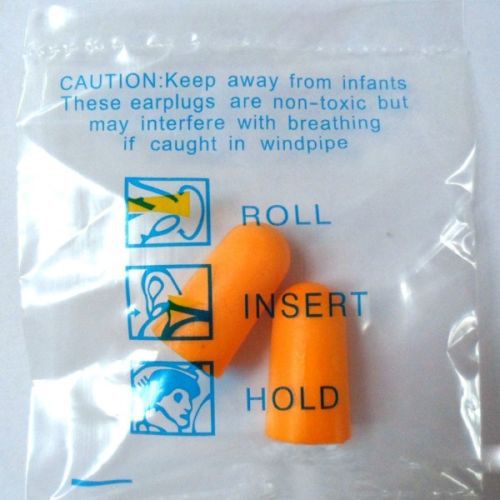 CAUTION:Keep away from infants
These earplugs are non-toxic but
may interfere with breathing
if caught in windpipe
ROLL
INSERT
HOLD